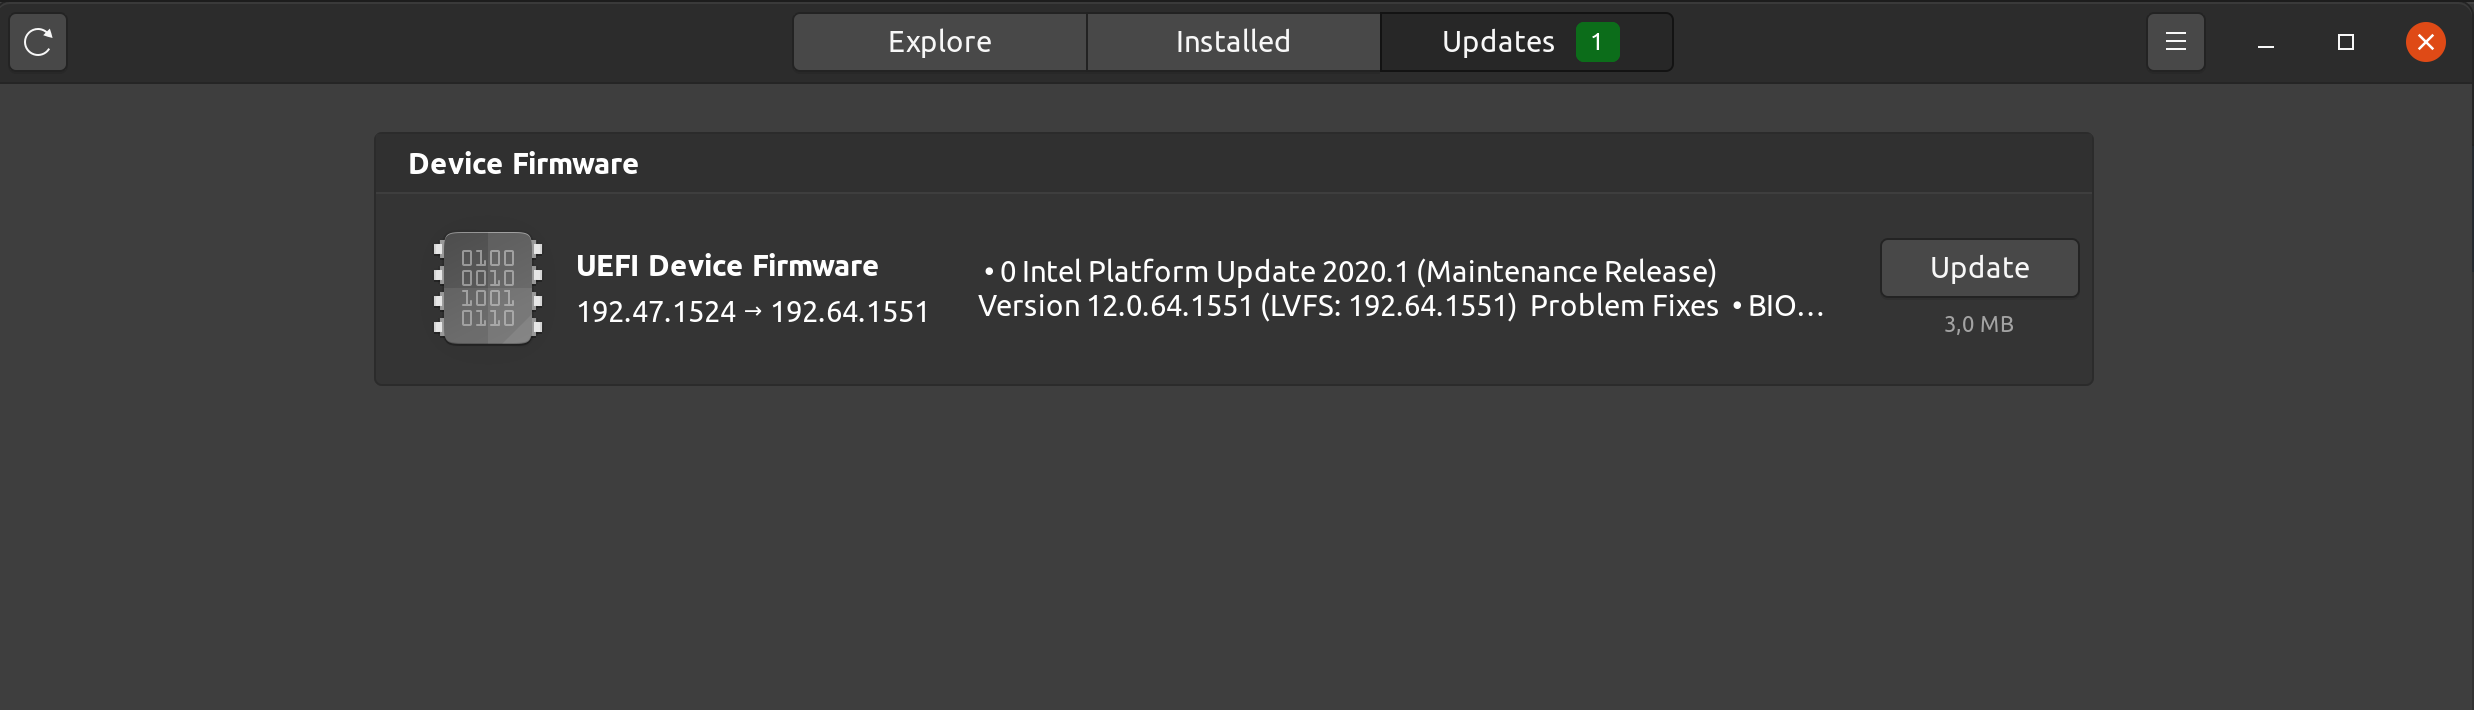 Explore
Installed
Updates 1
Device Firmware
0100
0010
1001
0110
UEFI Device Firmware
192.47.1524 → 192.64.1551
• 0 Intel Platform Update 2020.1 (Maintenance Release)
Version 12.0.64.1551 (LVFS: 192.64.1551)  Problem Fixes  • BIO…
Update
3,0 MB